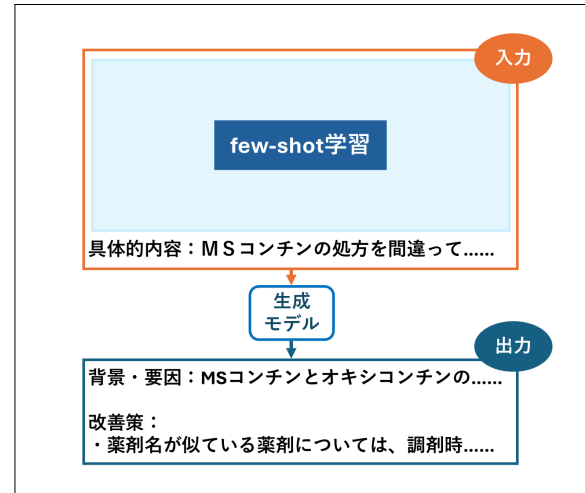 入力
few-shot学習
具体的内容：ＭＳコンチンの処方を間違って......
生成
モデル
出力
背景・要因：MSコンチンとオキシコンチンの......
改善策：
・薬剤名が似ている薬剤については、調剤時......